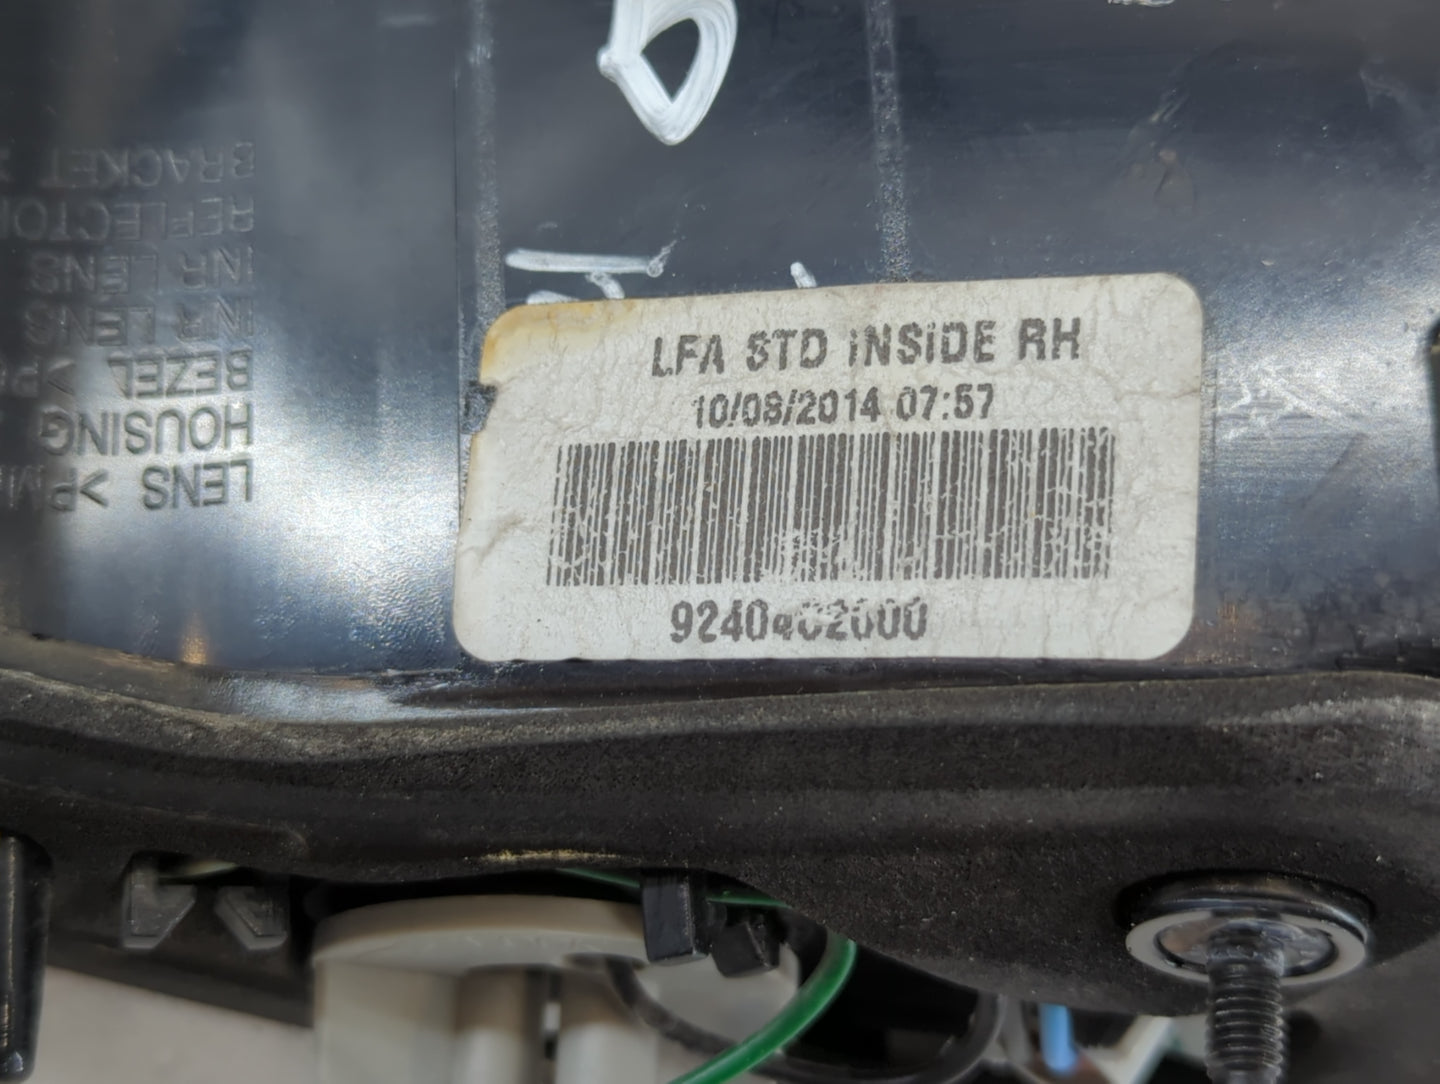 LFA STD INSIDE RH
10/08/2014 07:57
92404C2000
LENS >PM
HOUSING
BEZEL >P
INR LENS
INR LENS
REFLECTOR
BRACKET